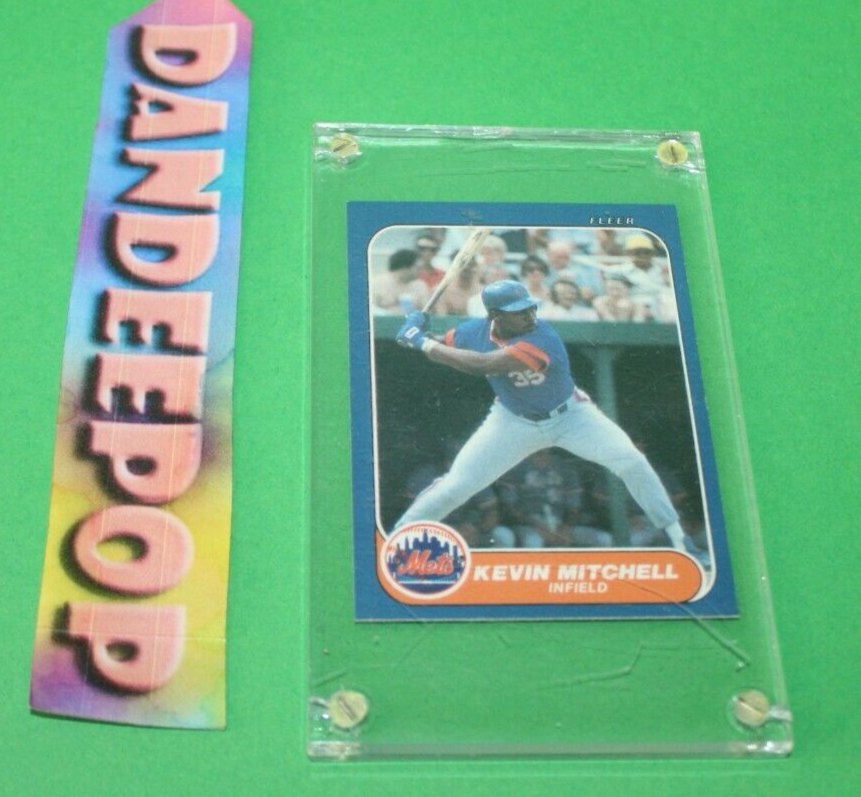 DANDEEPOP
FLEER
35
Mets
KEVIN MITCHELL
INFIELD